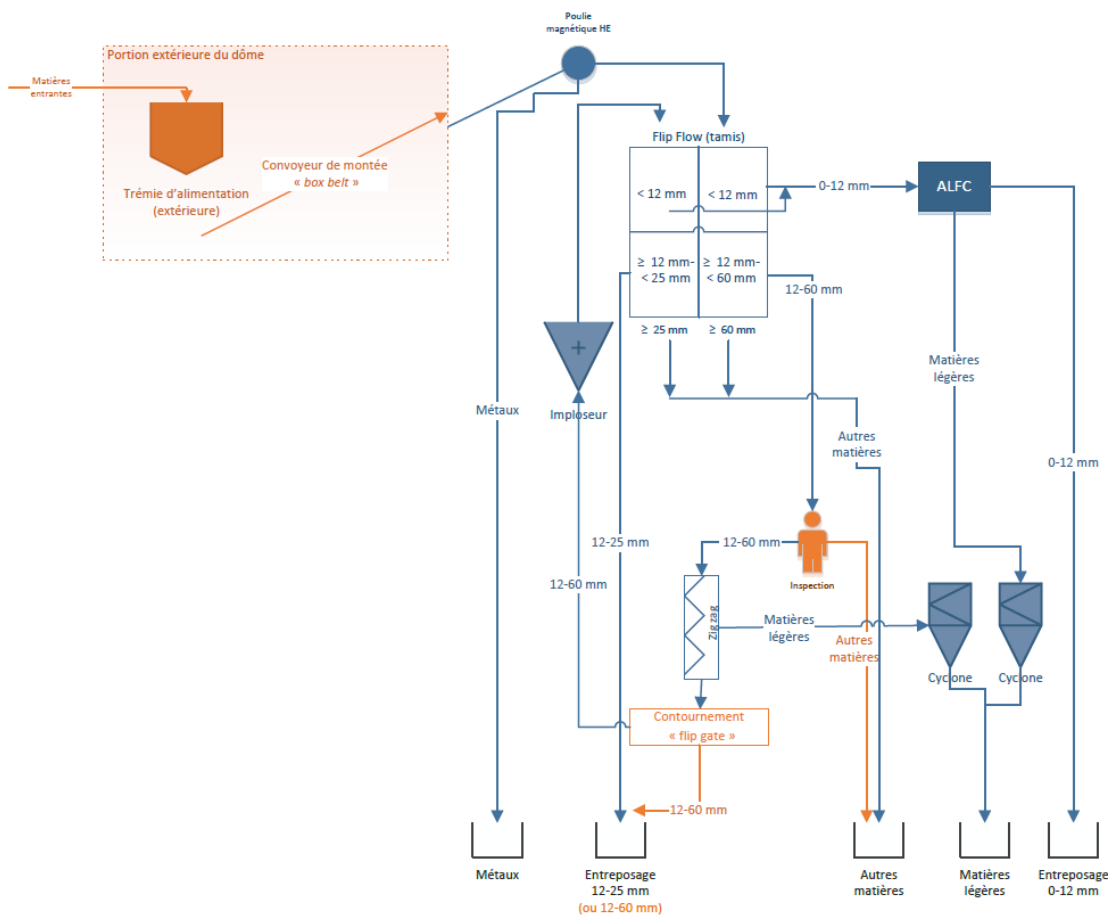 Poulie
magnétique HE
Portion extérieure du dôme
Matières
entrantes
Convoyeur de montée
« box belt »
Trémie d'alimentation
(extérieure)
Flip Flow (tamis)
< 12 mm
< 12 mm
0-12 mm
ALFC
≥ 12 mm-
< 25 mm
≥ 12 mm-
< 60 mm
12-60 mm
≥ 25 mm
≥ 60 mm
Matières
légères
Métaux
Imploseur
Autres
matières
0-12 mm
12-25 mm
12-60 mm
12-60 mm
Inspection
Zigzag
Matières
légères
Autres
matières
Cyclone
Cyclone
Contournement
« flip gate »
12-60 mm
Métaux
Entreposage
12-25 mm
(ou 12-60 mm)
Autres
matières
Matières
légères
Entreposage
0-12 mm